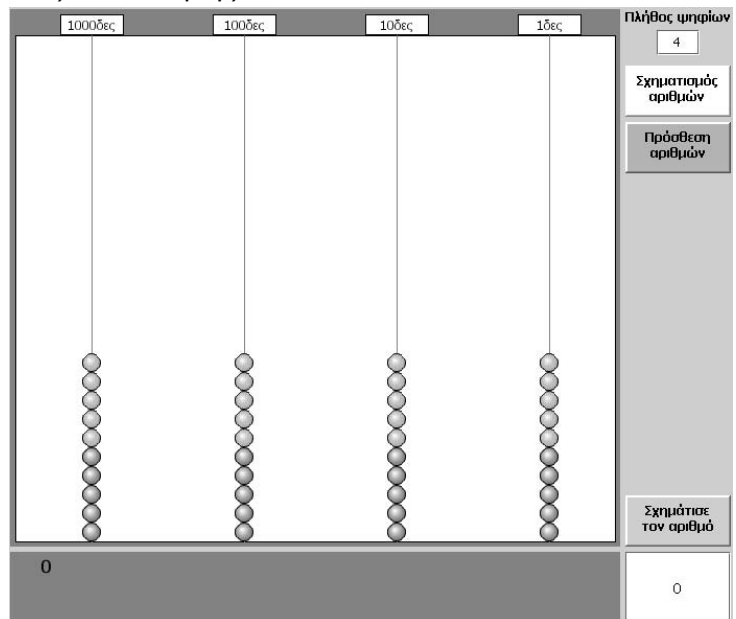 1000δες 100δες 10δες 1δες
Πλήθος ψηφίων
4
Σχηματισμός
αριθμών
Πρόσθεση
αριθμών
Σχημάτισε
τον αριθμό
0
0